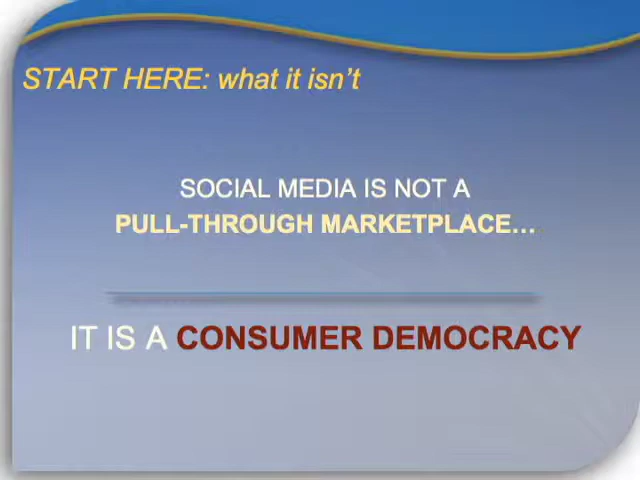 START HERE: what it isn't
SOCIAL MEDIA IS NOT A
PULL-THROUGH MARKETPLACE…
IT IS A CONSUMER DEMOCRACY